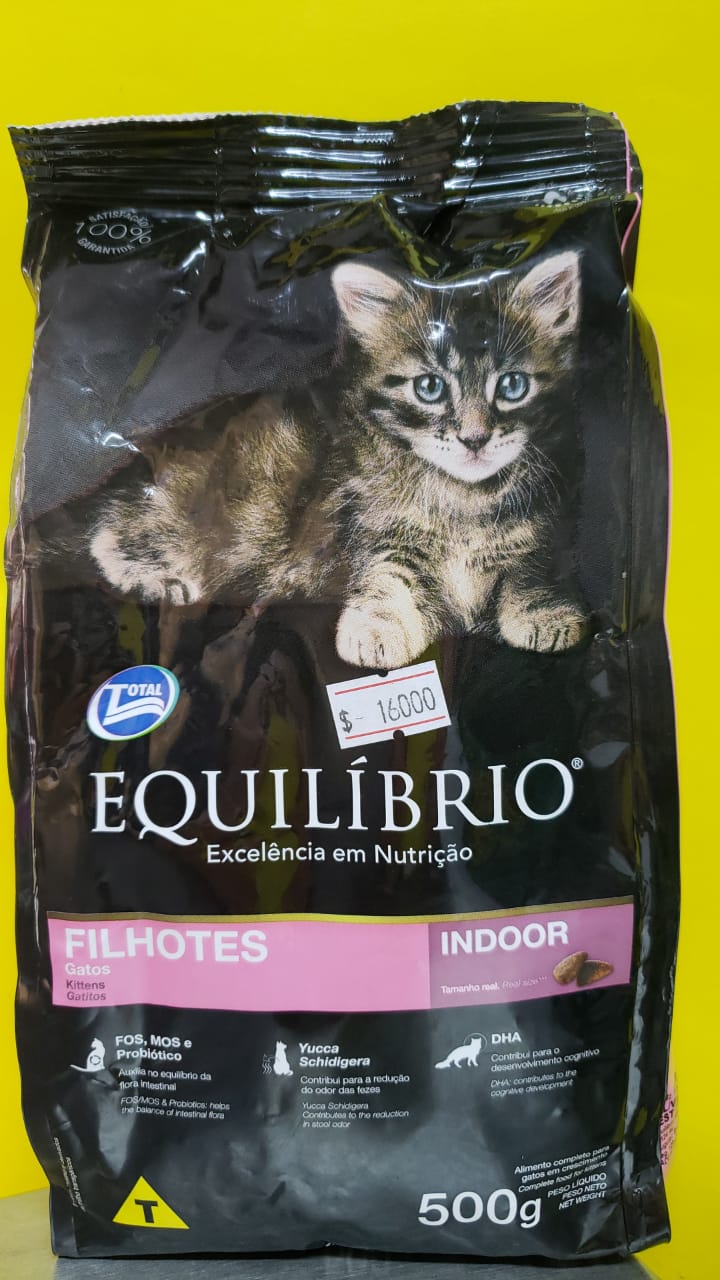 SATISFAÇÃO
100%
GARANTIDA
TOTAL
$- 16000
EQUILÍBRIO®
Excelência em Nutrição
FILHOTES
Gatos
Kittens
Gatitos
INDOOR
Tamanho real. Real size***
FOS, MOS e
Probiótico
Auxilia no equilíbrio da
flora intestinal
FOS/MOS & Probiotics: helps
the balance of intestinal flora
Yucca
Schidigera
Contribui para a redução
do odor das fezes
Yucca Schidigera
Contributes to the reduction
in stool odor
DHA
Contribui para o
desenvolvimento cognitivo
DHA: contributes to the
cognitive development
T
500g
Alimento completo para
gatos em crescimento
Complete food for kittens
PESO LÍQUIDO
PESO NETO
NET WEIGHT